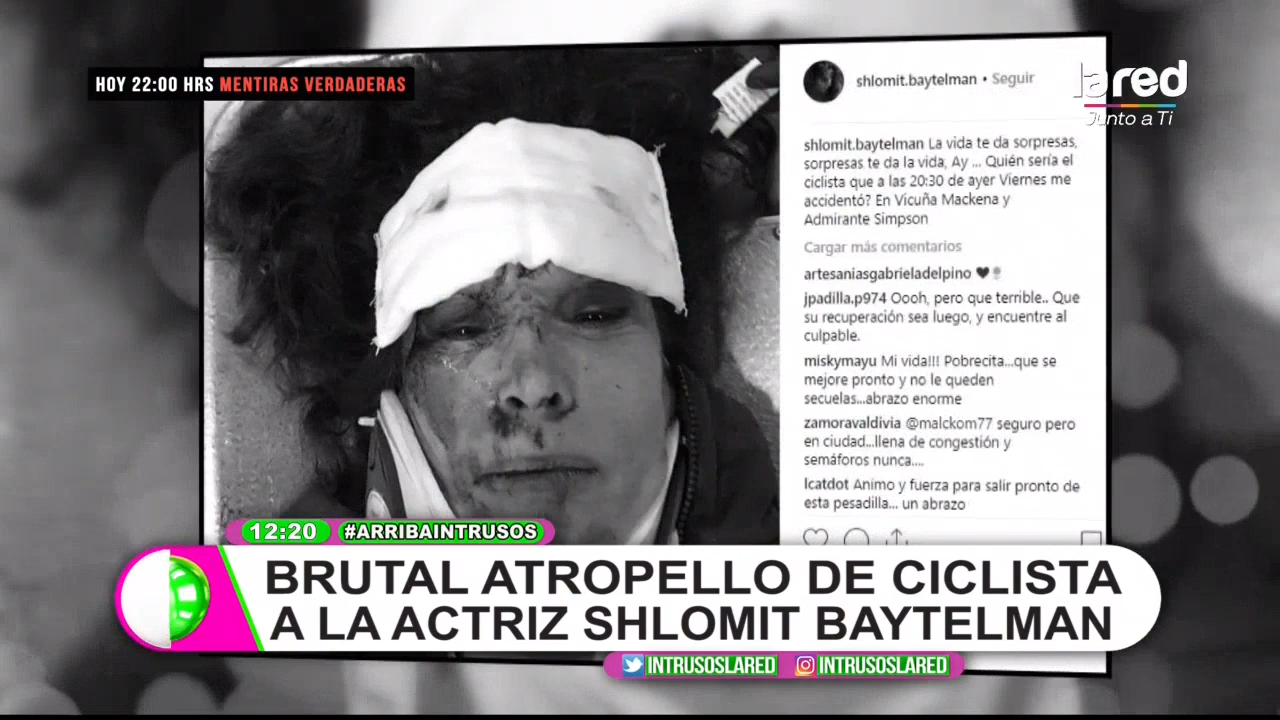 HOY 22:00 HRS MENTIRAS VERDADERAS
la red
Junto a Ti
shlomit.baytelman • Seguir
shlomit.baytelman La vida te da sorpresas,
sorpresas te da la vida, Ay ... Quién sería el
ciclista que a las 20:30 de ayer Viernes me
accidentó? En Vicuña Mackena y
Admirante Simpson
Cargar más comentarios
artesaniasgabrieladelpino
jpadilla.p974 Oooh, pero que terrible.. Que
su recuperación sea luego, y encuentre al
culpable.
miskymayu Mi vida!!! Pobrecita...que se
mejore pronto y no le queden
secuelas...abrazo enorme
zamoravaldivia @malckom77 seguro pero
en ciudad...llena de congestión y
semáforos nunca....
lcatdot Animo y fuerza para salir pronto de
esta pesadilla... un abrazo
12:20 #ARRIBAINTRUSOS
BRUTAL ATROPELLO DE CICLISTA
A LA ACTRIZ SHLOMIT BAYTELMAN
INTRUSOSLARED INTRUSOSLARED